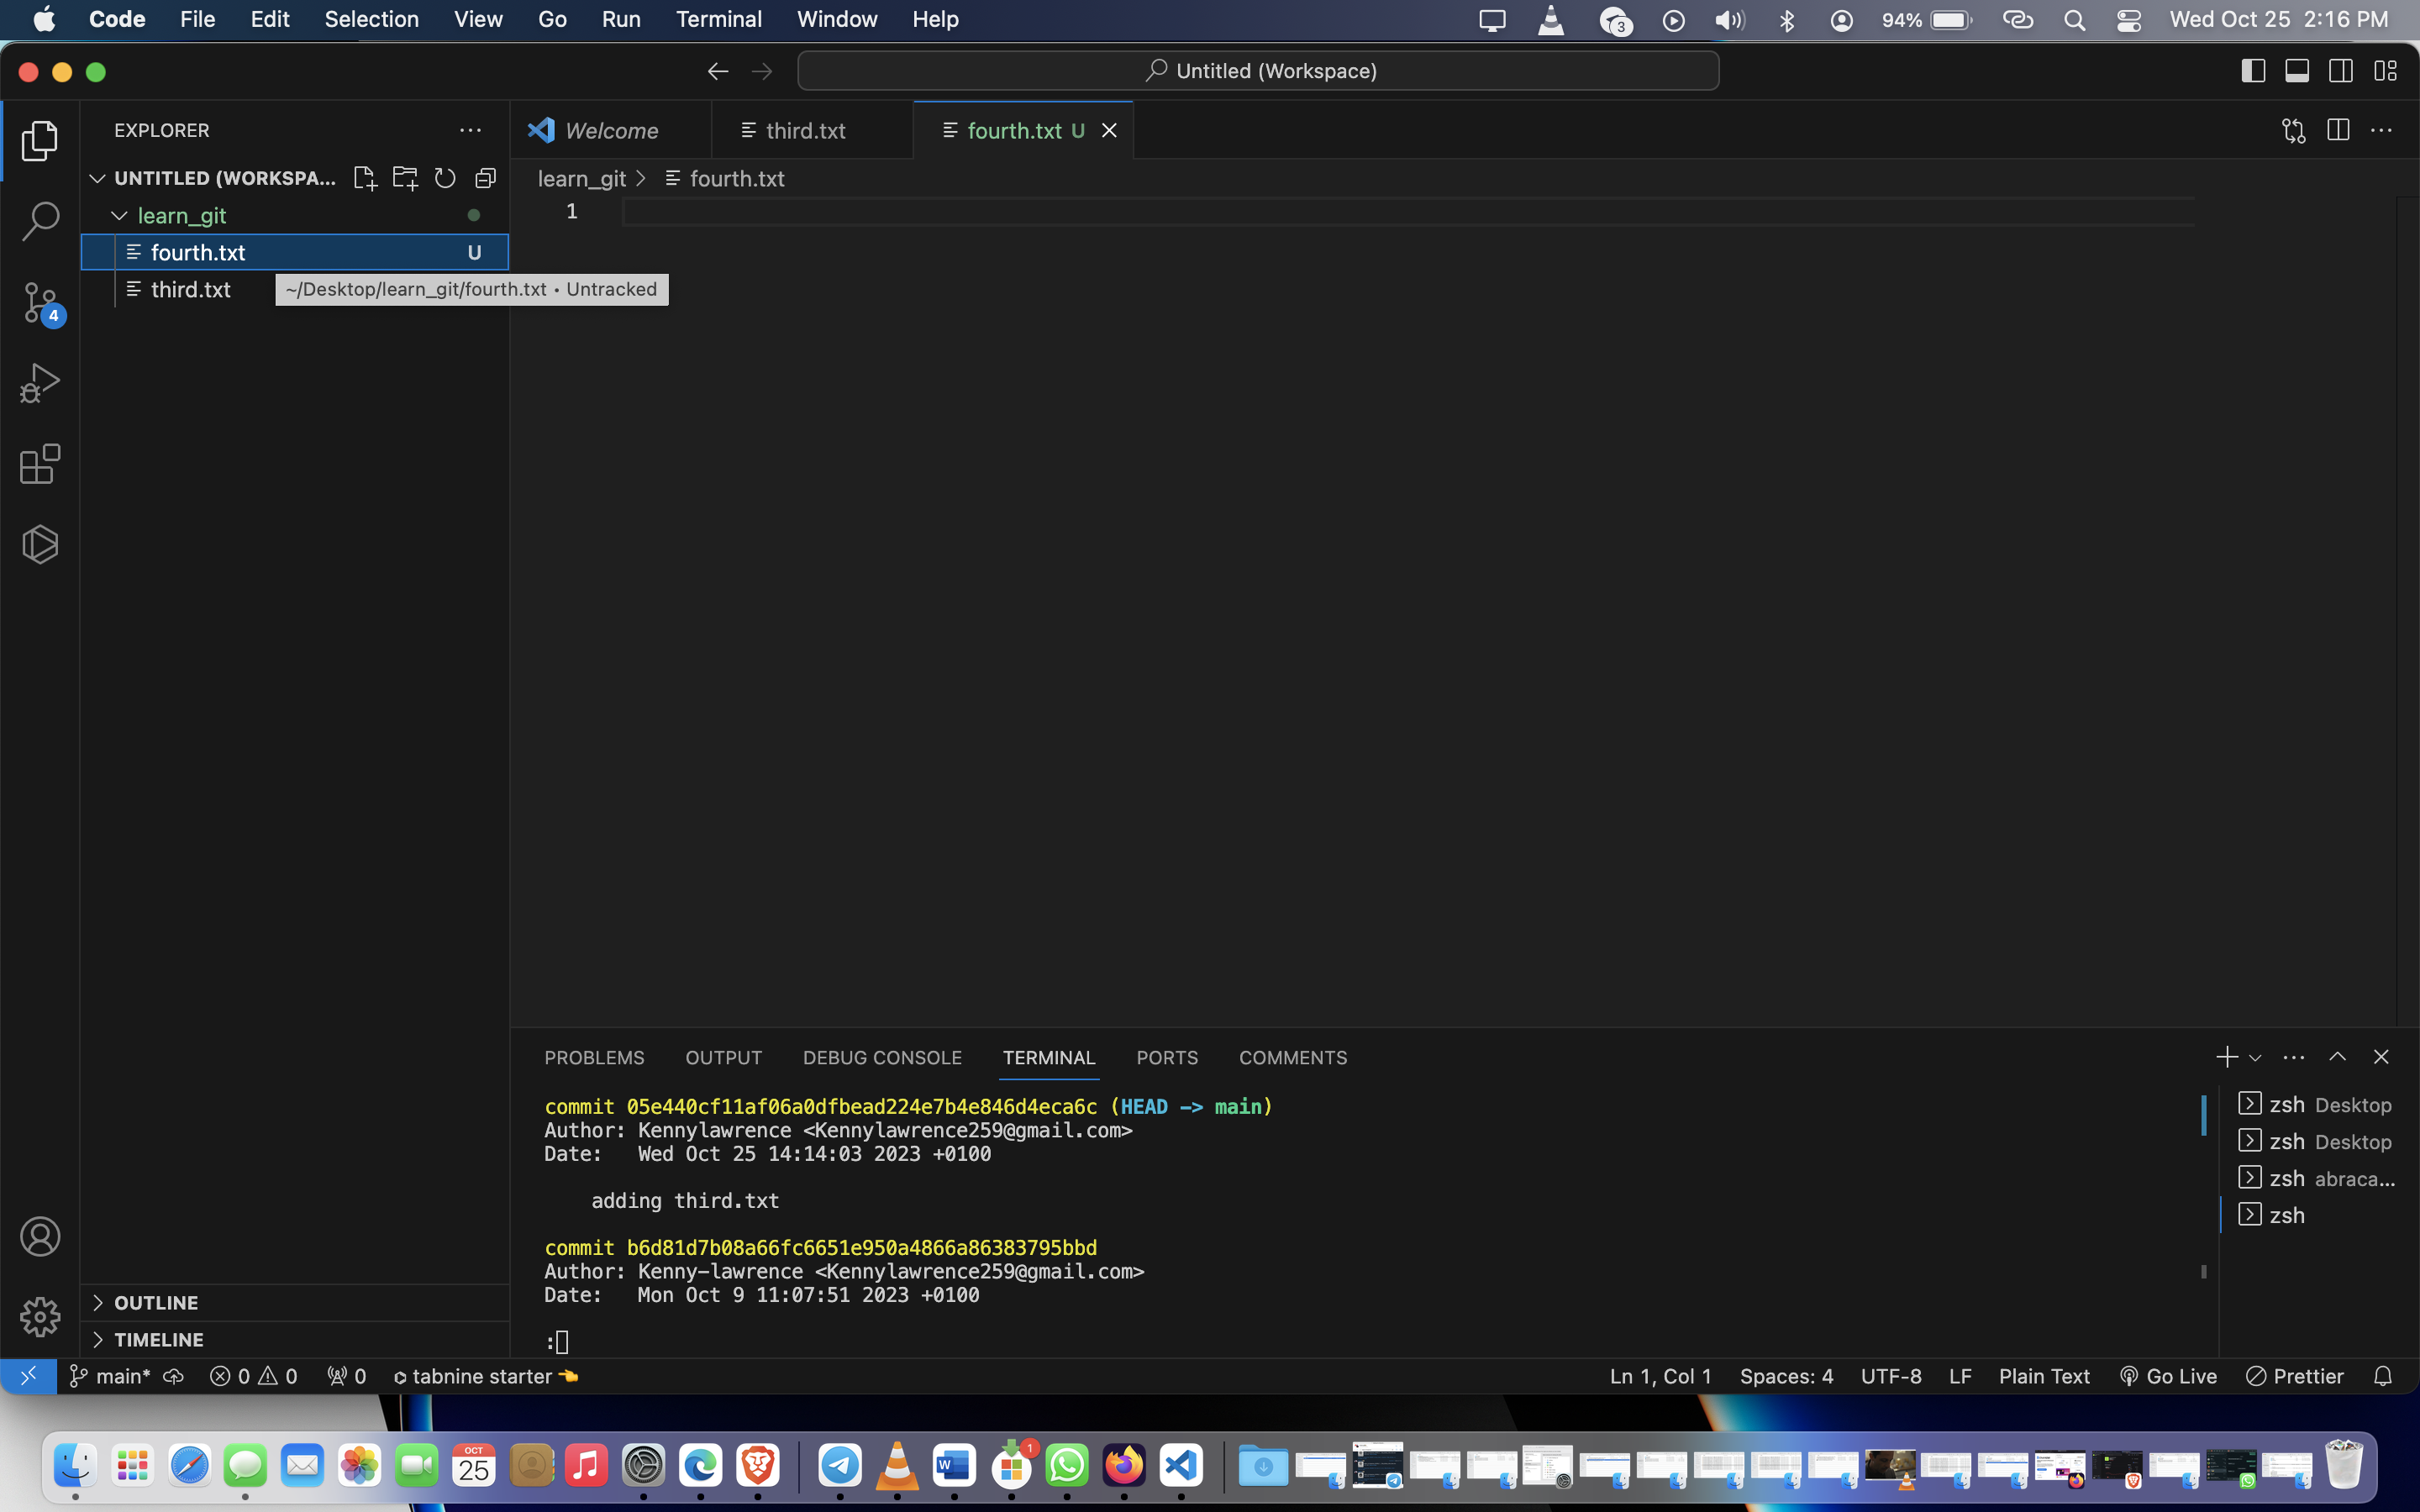 Code File Edit Selection View Go Run Terminal Window Help 3 94% Wed Oct 25 2:16 PM
Untitled (Workspace)
EXPLORER
Welcome third.txt fourth.txt U
UNTITLED (WORKSPA...
learn_git > fourth.txt
learn_git
1
fourth.txt U
third.txt
~/Desktop/learn_git/fourth.txt • Untracked
4
PROBLEMS OUTPUT DEBUG CONSOLE TERMINAL PORTS COMMENTS
commit 05e440cf11af06a0dfbead224e7b4e846d4eca6c (HEAD -> main)
Author: Kennylawrence <Kennylawrence259@gmail.com>
Date: Wed Oct 25 14:14:03 2023 +0100
adding third.txt
commit b6d81d7b08a66fc6651e950a4866a86383795bbd
Author: Kenny-lawrence <Kennylawrence259@gmail.com>
Date: Mon Oct 9 11:07:51 2023 +0100
:
zsh Desktop
zsh Desktop
zsh abraca...
zsh
OUTLINE
TIMELINE
main* 0 0 0 tabnine starter Ln 1, Col 1 Spaces: 4 UTF-8 LF Plain Text Go Live Prettier
OCT
25
W
1